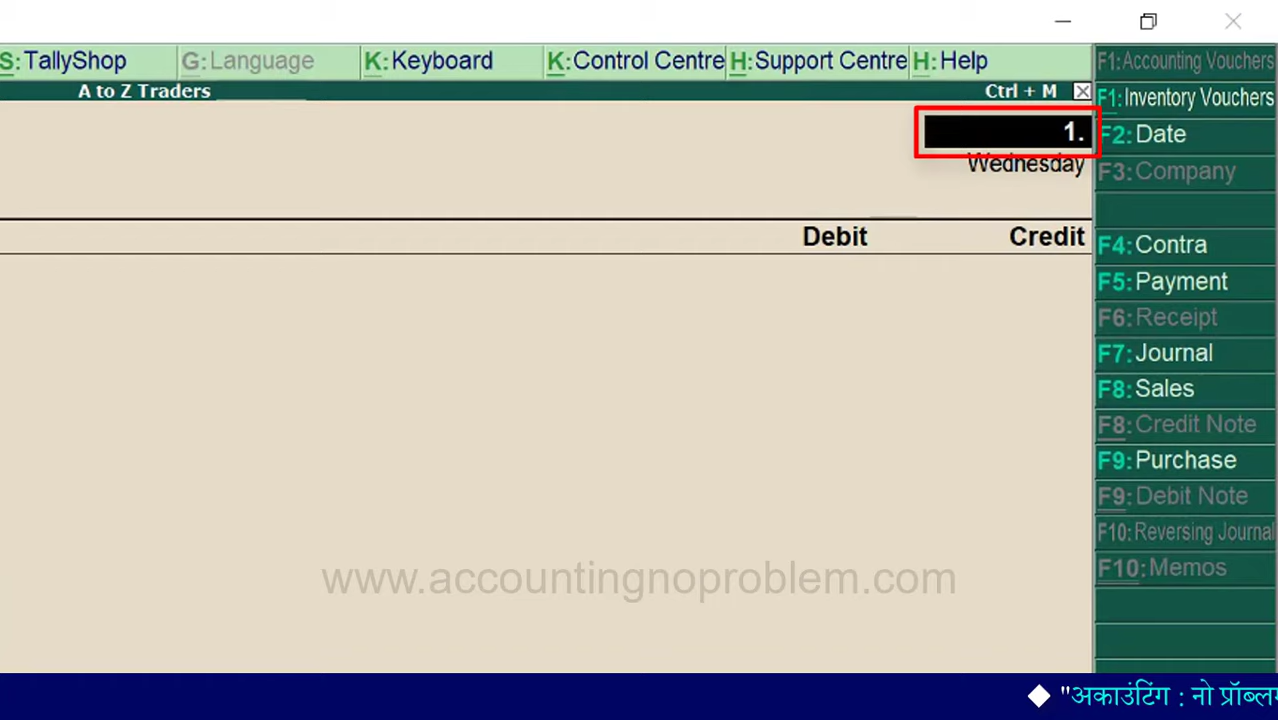 S:TallyShop G:Language K:Keyboard K:Control Centre H:Support Centre H:Help
A to Z Traders Ctrl + M
1.
Wednesday
Debit Credit
F1:Accounting Vouchers
F1:Inventory Vouchers
F2:Date
F3:Company
F4:Contra
F5:Payment
F6:Receipt
F7:Journal
F8:Sales
F8:Credit Note
F9:Purchase
F9:Debit Note
F10:Reversing Journal
F10:Memos
www.accountingnoproblem.com
"अकाउंटिंग : नो